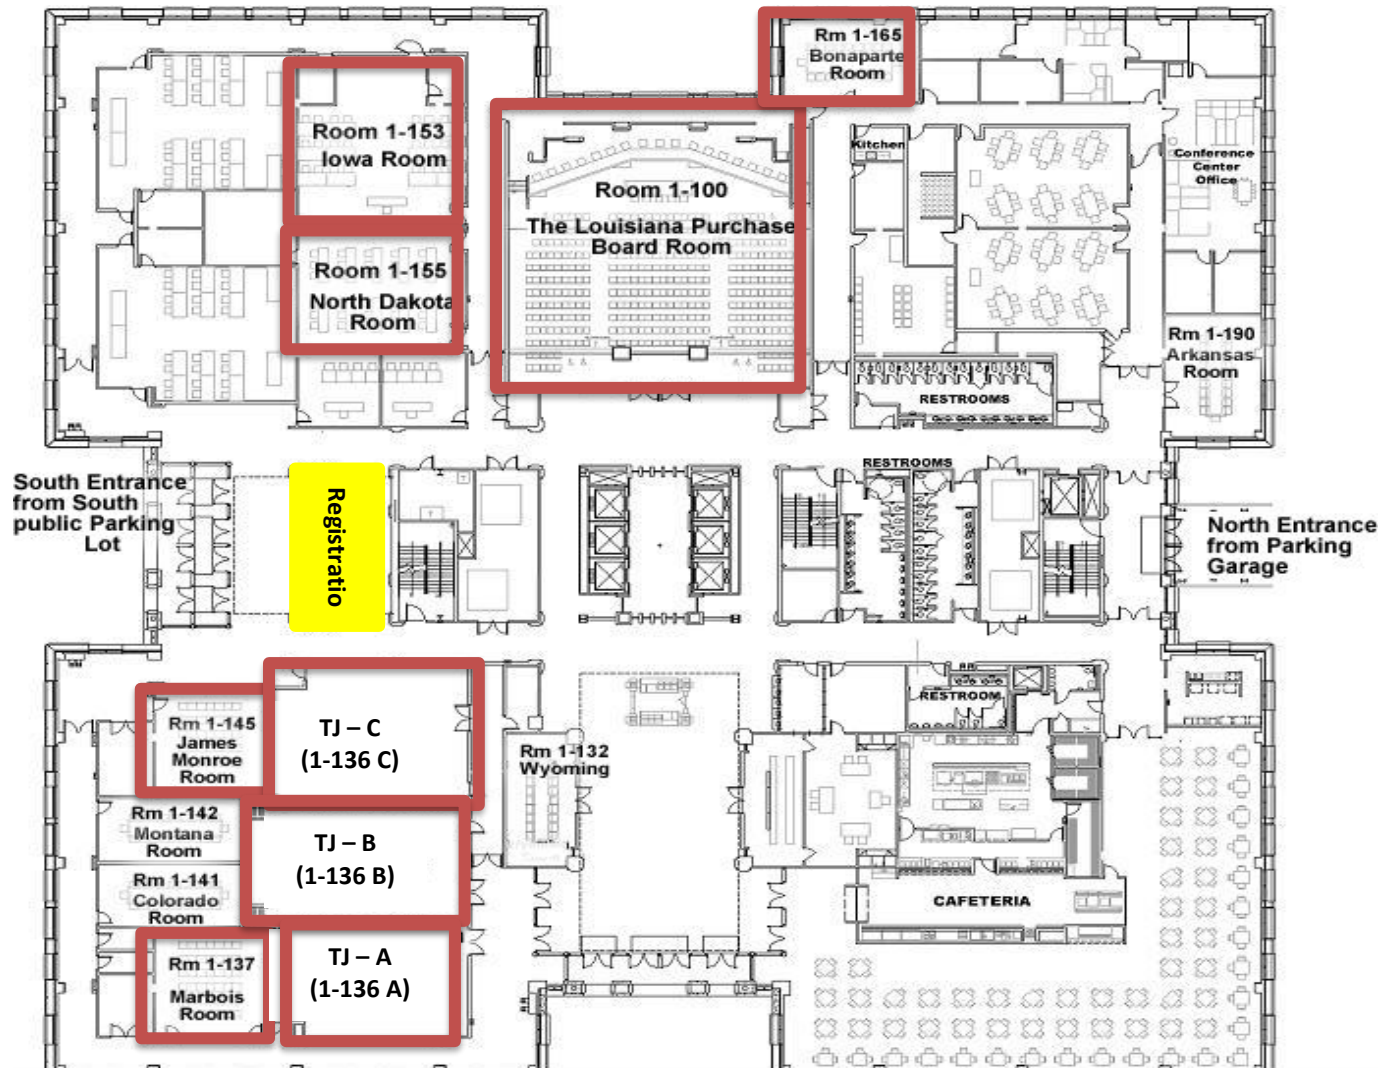 Rm 1-165
Bonaparte
Room
Room 1-153
Iowa Room
Kitchen
Conference
Center
Office
Room 1-100
The Louisiana Purchase
Board Room
Room 1-155
North Dakota
Room
Rm 1-190
Arkansas
Room
RESTROOMS
South Entrance
from South
public Parking
Lot
Registratio
RESTROOMS
North Entrance
from Parking
Garage
Rm 1-145
James
Monroe
Room
TJ – C
(1-136 C)
RESTROOM
Rm 1-132
Wyoming
Rm 1-142
Montana
Room
TJ – B
(1-136 B)
Rm 1-141
Colorado
Room
CAFETERIA
Rm 1-137
Marbois
Room
TJ – A
(1-136 A)